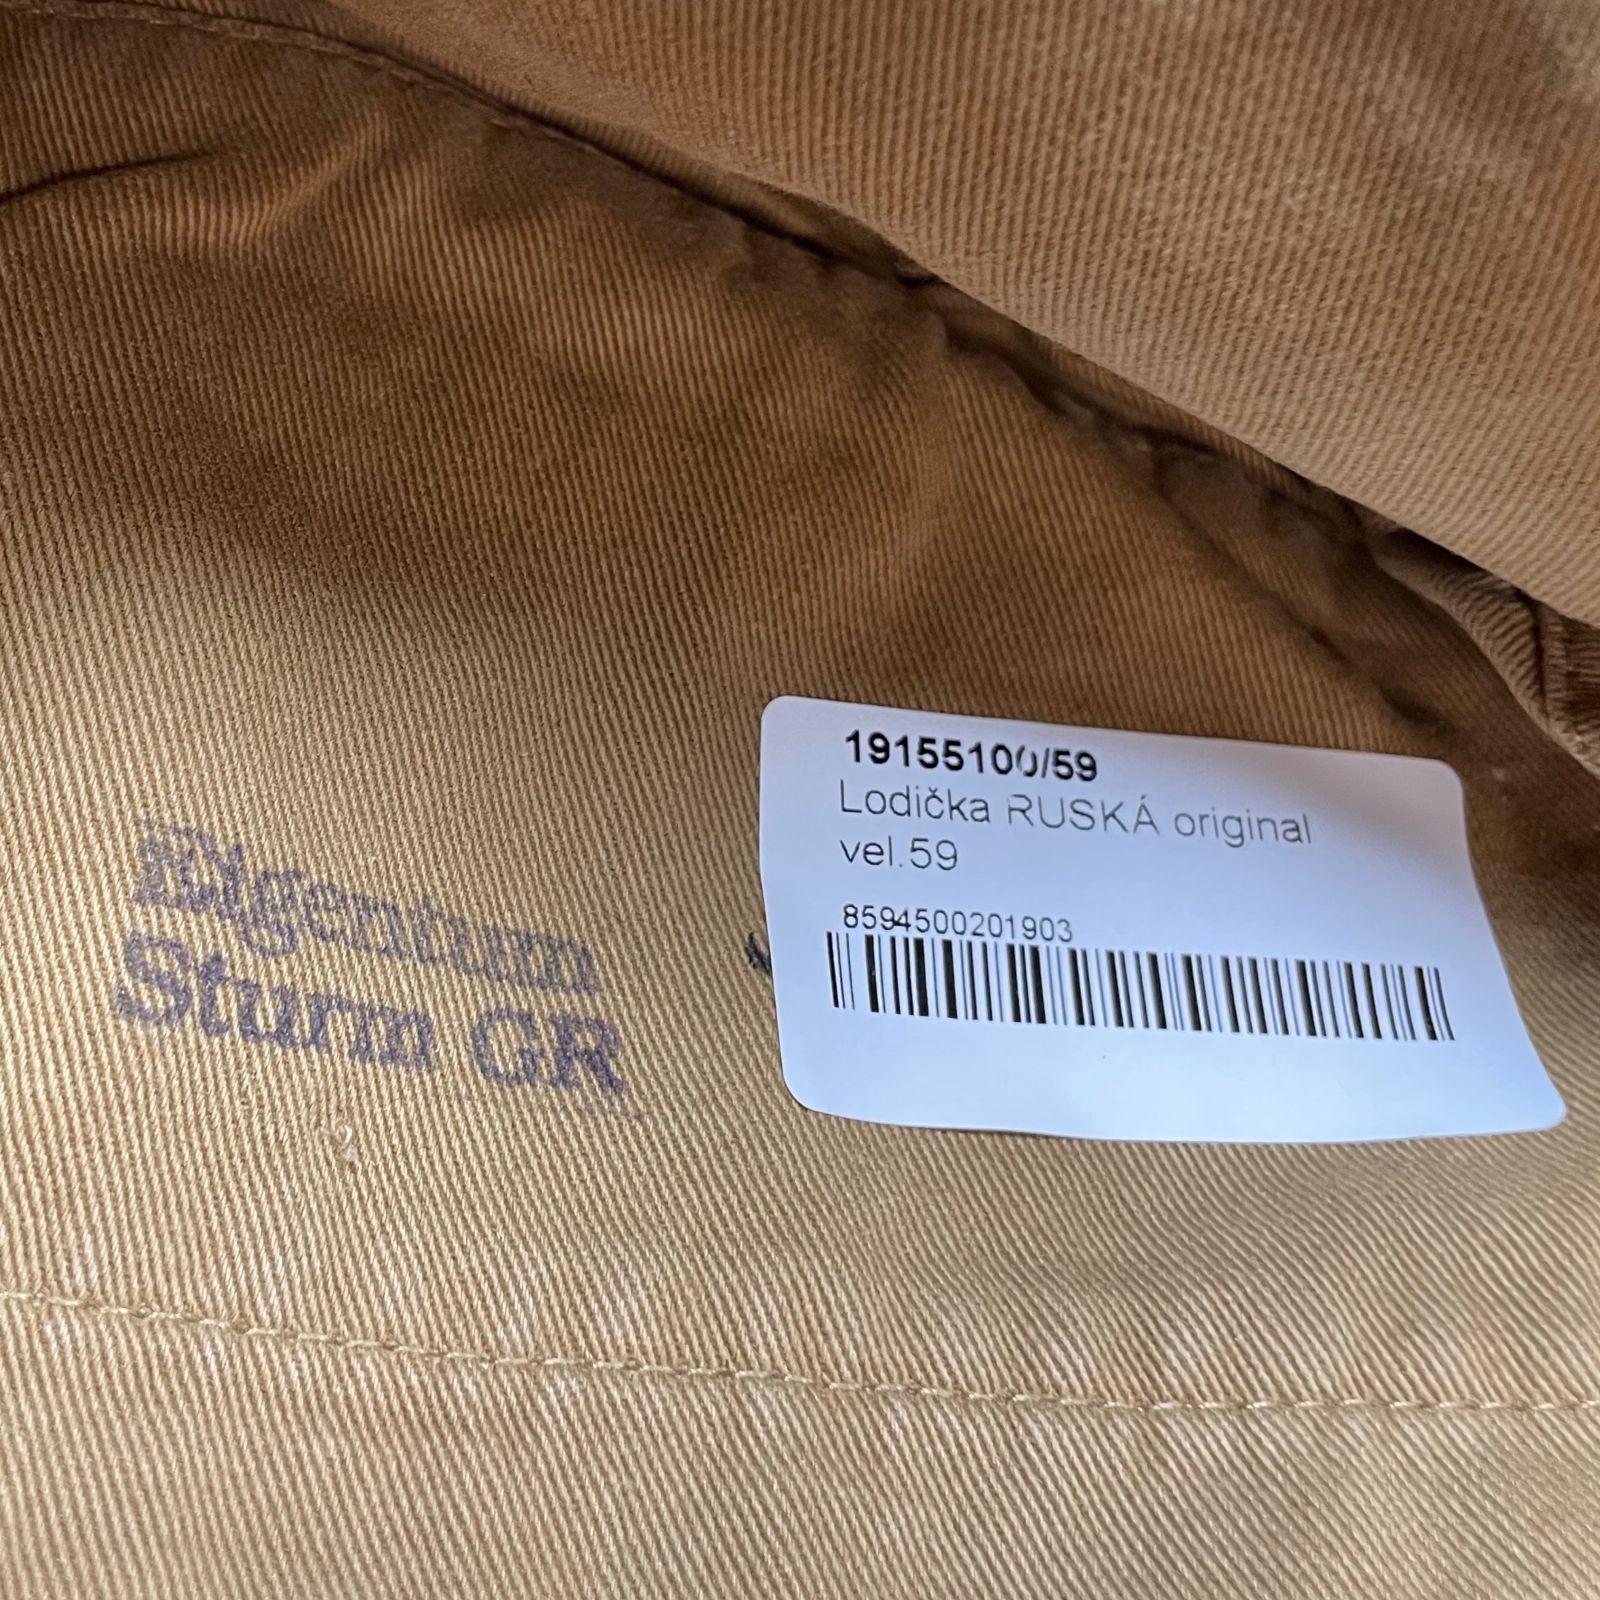 Eigentum
Sturm GR
19155100/59
Lodička RUSKÁ original
vel.59
8594500201903